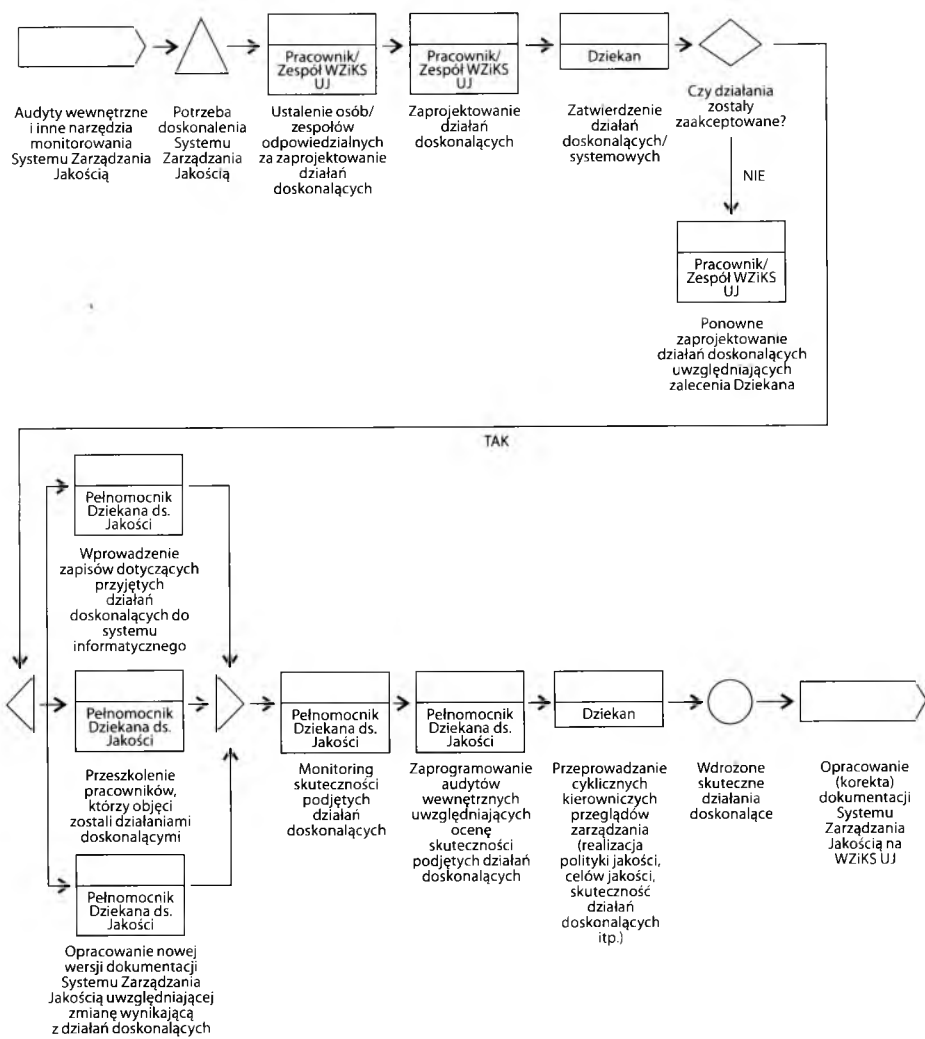 Audyty wewnętrzne
i inne narzędzia
monitorowania
Systemu Zarządzania
Jakością
Potrzeba
doskonalenia
Systemu
Zarządzania
Jakością
Pracownik/
Zespół WZiKS
UJ
Ustalenie osób/
zespołów
odpowiedzialnych
za zaprojektowanie
działań
doskonalących
Pracownik/
Zespół WZiKS
UJ
Zaprojektowanie
działań
doskonalących
Dziekan
Zatwierdzenie
działań
doskonalących/
systemowych
Czy działania
zostały
zaakceptowane?
NIE
Pracownik/
Zespół WZiKS
UJ
Ponowne
zaprojektowanie
działań doskonalących
uwzględniających
zalecenia Dziekana
TAK
Pełnomocnik
Dziekana ds.
Jakości
Wprowadzenie
zapisów dotyczących
przyjętych
działań
doskonalących do
systemu
informatycznego
Pełnomocnik
Dziekana ds.
Jakości
Przeszkolenie
pracowników,
którzy objęci
zostali działaniami
doskonalącymi
Pełnomocnik
Dziekana ds.
Jakości
Opracowanie nowej
wersji dokumentacji
Systemu Zarządzania
Jakością uwzględniającej
zmianę wynikającą
z działań doskonalących
Pełnomocnik
Dziekana ds.
Jakości
Monitoring
skuteczności
podjętych
działań
doskonalących
Pełnomocnik
Dziekana ds.
Jakości
Zaprogramowanie
audytów
wewnętrznych
uwzględniających
ocenę
skuteczności
podjętych działań
doskonalących
Dziekan
Przeprowadzanie
cyklicznych
kierowniczych
przeglądów
zarządzania
(realizacja
polityki jakości,
celów jakości,
skuteczność
działań
doskonalących
itp.)
Wdrożone
skuteczne
działania
doskonalące
Opracowanie
(korekta)
dokumentacji
Systemu
Zarządzania
Jakością na
WZiKS UJ